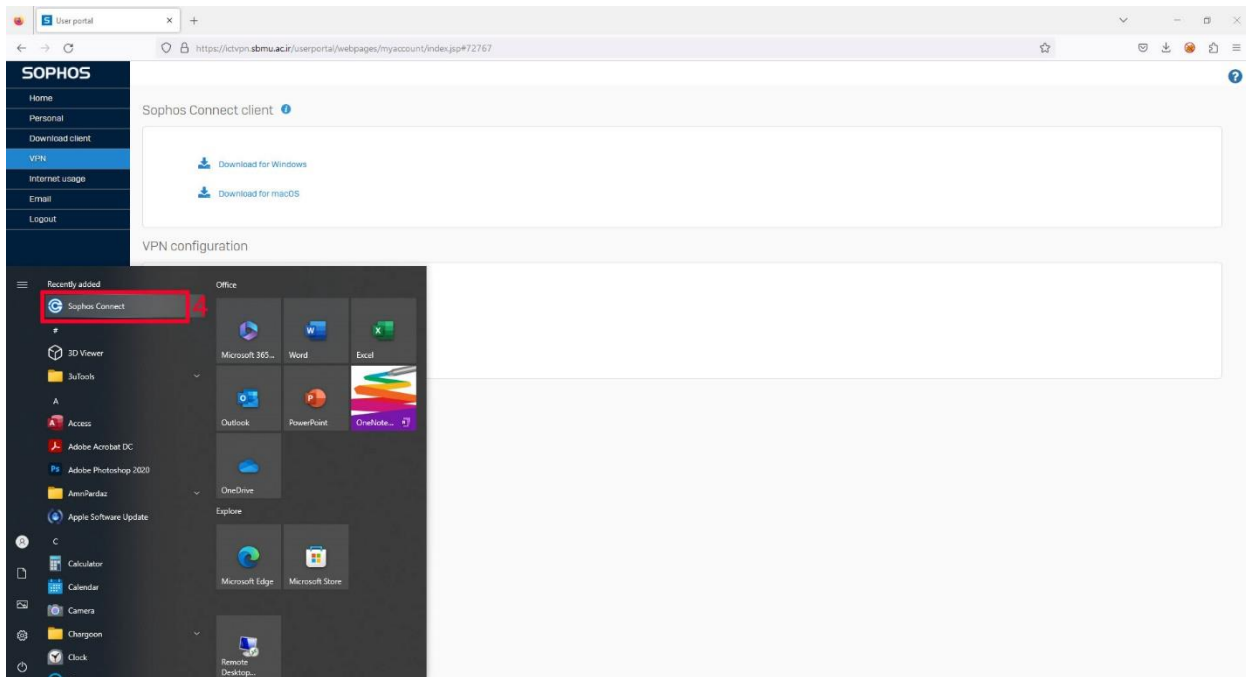 User portal
https://ictvpn.sbmu.ac.ir/userportal/webpages/myaccount/index.jsp#72767
SOPHOS
Home
Personal
Download client
VPN
Internet usage
Email
Logout
Sophos Connect client
Download for Windows
Download for macOS
VPN configuration
Recently added
Sophos Connect
4
#
3D Viewer
3uTools
A
Access
Adobe Acrobat DC
Adobe Photoshop 2020
AmnPardaz
Apple Software Update
C
Calculator
Calendar
Camera
Chargoon
Clock
Office
Microsoft 365...
Word
Excel
Outlook
PowerPoint
OneNote...
OneDrive
Explore
Microsoft Edge
Microsoft Store
Remote
Desktop...